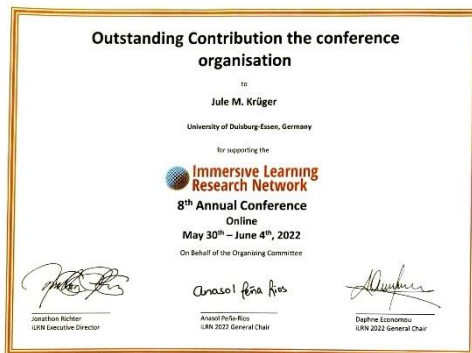 Outstanding Contribution the conference
organisation
to
Jule M. Krüger
University of Duisburg-Essen, Germany
for supporting the
Immersive Learning
Research Network
8th Annual Conference
Online
May 30th – June 4th, 2022
On Behalf of the Organizing Committee
Anasol Peña Rios
Jonathon Richter
iLRN Executive Director
Anasol Peña-Rios
iLRN 2022 General Chair
Daphne Economou
iLRN 2022 General Chair